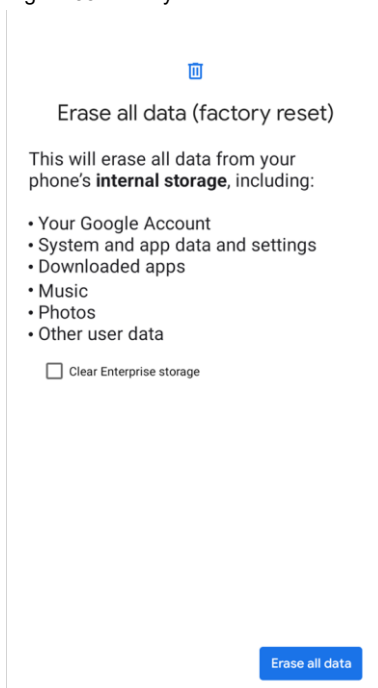 Erase all data (factory reset)
This will erase all data from your
phone's internal storage, including:
• Your Google Account
• System and app data and settings
• Downloaded apps
• Music
• Photos
• Other user data
Clear Enterprise storage
Erase all data